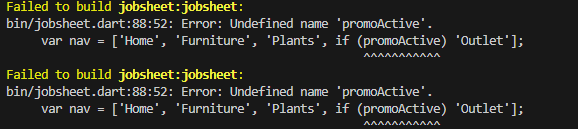 Failed to build jobsheet:jobsheet:
bin/jobsheet.dart:88:52: Error: Undefined name 'promoActive'.
    var nav = ['Home', 'Furniture', 'Plants', if (promoActive) 'Outlet'];
                                                  ^^^^^^^^^^^
Failed to build jobsheet:jobsheet:
bin/jobsheet.dart:88:52: Error: Undefined name 'promoActive'.
    var nav = ['Home', 'Furniture', 'Plants', if (promoActive) 'Outlet'];
                                                  ^^^^^^^^^^^